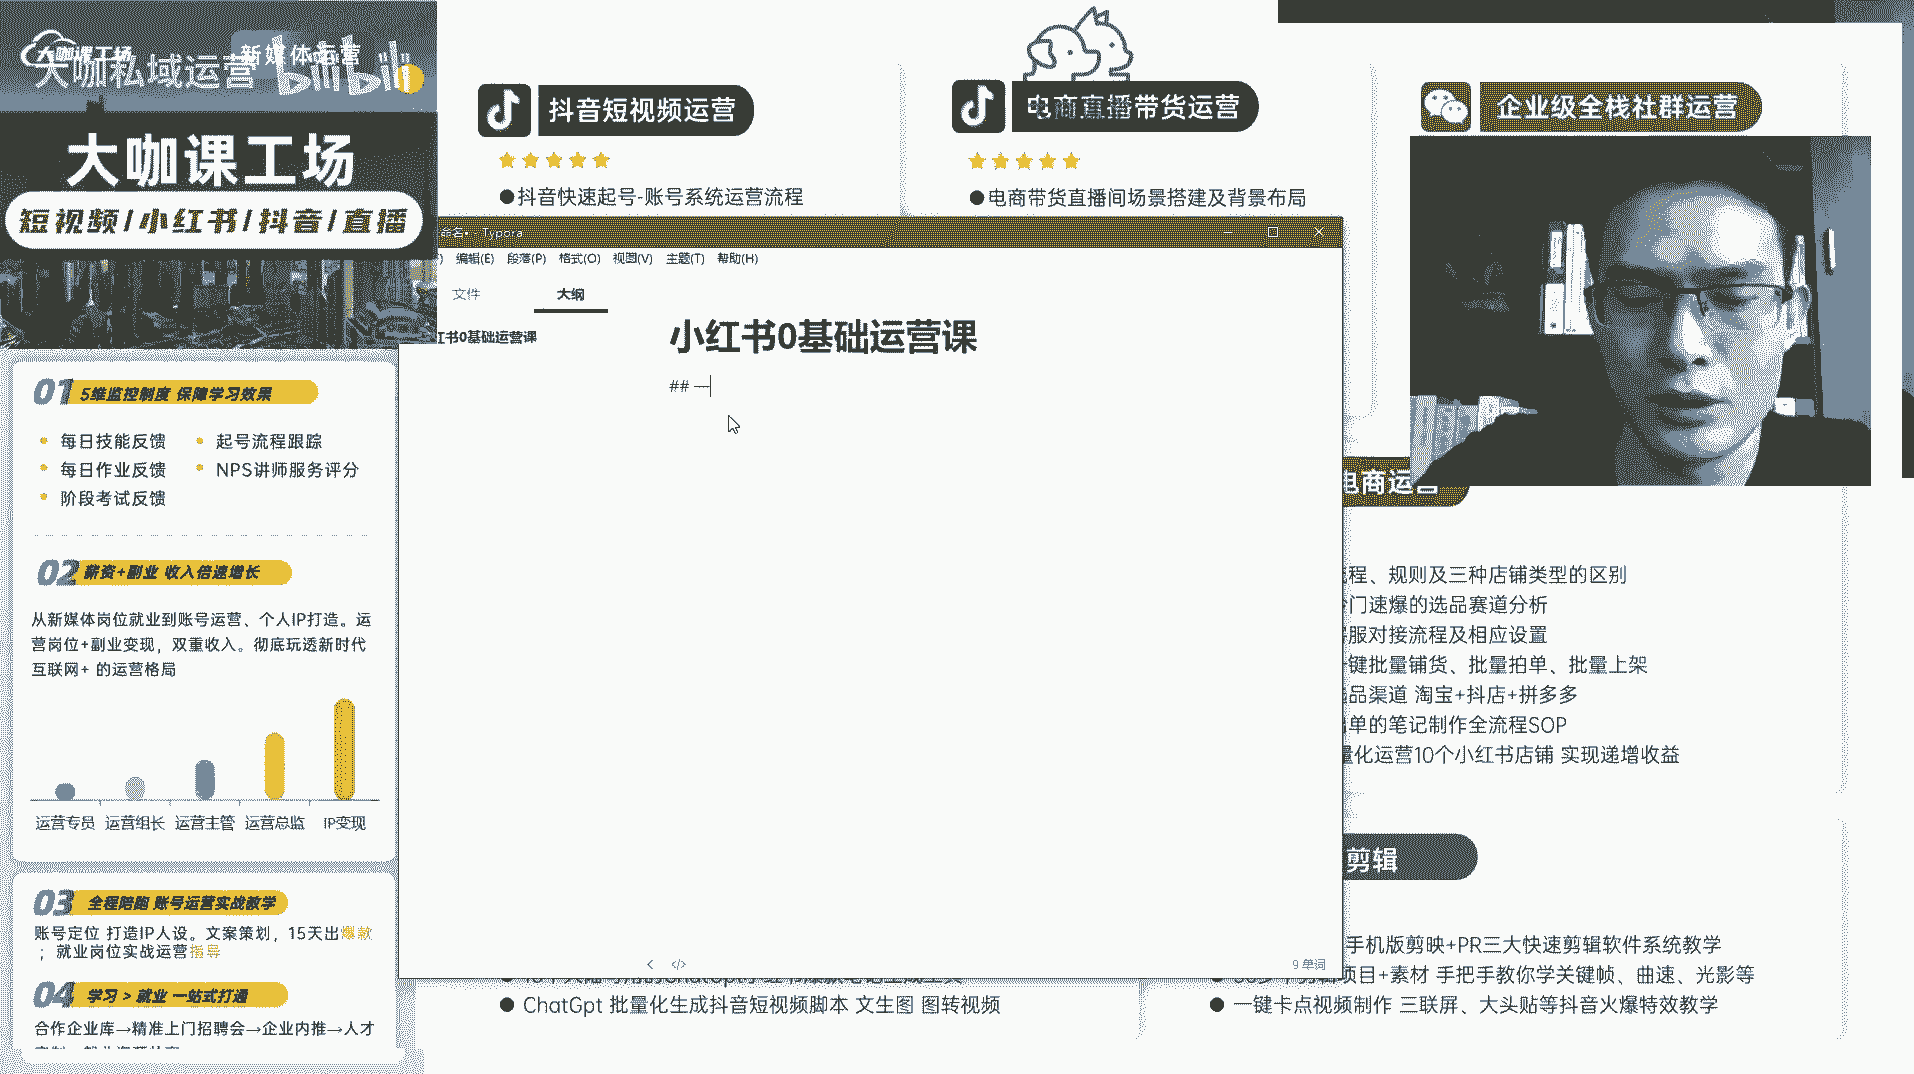 大咖课工场
新媒体运营
大咖私域运营
bilibili
大咖课工场
短视频/小红书/抖音/直播
01 5维监控制度 保障学习效果
每日技能反馈
起号流程跟踪
每日作业反馈
NPS讲师服务评分
阶段考试反馈
02 薪资+副业 收入倍速增长
从新媒体岗位就业到账号运营、个人IP打造。运
营岗位+副业变现，双重收入。彻底玩透新时代
互联网+ 的运营格局
运营专员 运营组长 运营主管 运营总监 IP变现
03 全程陪跑 账号运营实战教学
账号定位 打造IP人设。文案策划，15天出爆款
；就业岗位实战运营指导
04 学习 > 就业 一站式打通
合作企业库→精准上门招聘会→企业内推→人才
抖音短视频运营
●抖音快速起号-账号系统运营流程
电商直播带货运营
●电商带货直播间场景搭建及背景布局
企业级全栈社群运营
命名• - Typora
编辑(E) 段落(P) 格式(O) 视图(V) 主题(T) 帮助(H)
文件 大纲
红书0基础运营课
小红书0基础运营课
## 一
9 单词
电商运营
程、规则及三种店铺类型的区别
门速爆的选品赛道分析
服对接流程及相应设置
键批量铺货、批量拍单、批量上架
品渠道 淘宝+抖店+拼多多
单的笔记制作全流程SOP
量化运营10个小红书店铺 实现递增收益
剪辑
手机版剪映+PR三大快速剪辑软件系统教学
项目+素材 手把手教你学关键帧、曲速、光影等
● 一键卡点视频制作 三联屏、大头贴等抖音火爆特效教学
● ChatGpt 批量化生成抖音短视频脚本 文生图 图转视频